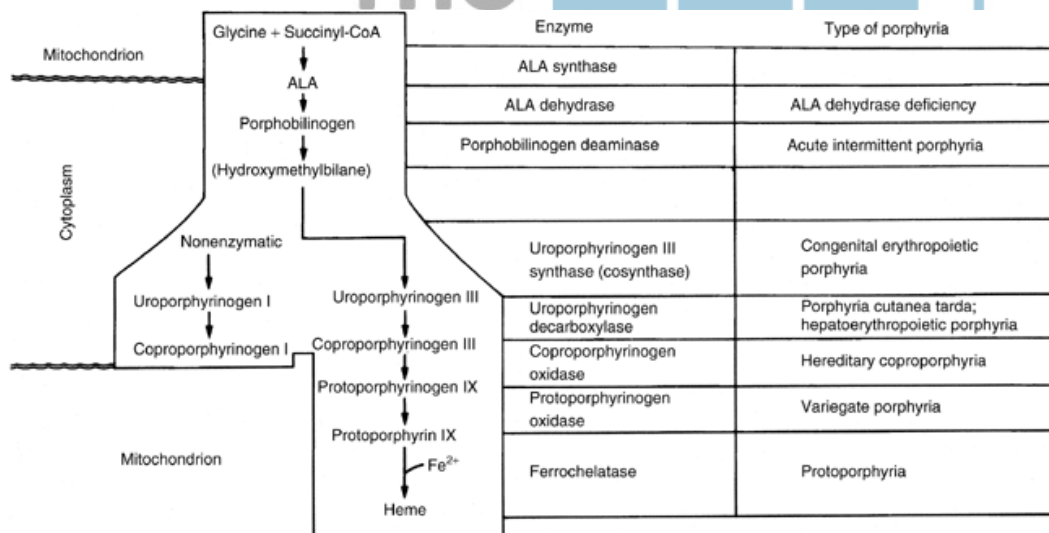 Enzyme Type of porphyria
Glycine + Succinyl-CoA
Mitochondrion
ALA synthase
ALA
ALA dehydrase ALA dehydrase deficiency
Porphobilinogen
Porphobilinogen deaminase Acute intermittent porphyria
(Hydroxymethylbilane)
Cytoplasm
Nonenzymatic
Uroporphyrinogen III
synthase (cosynthase)
Congenital erythropoietic
porphyria
Uroporphyrinogen I
Uroporphyrinogen III
Uroporphyrinogen
decarboxylase
Porphyria cutanea tarda;
hepatoerythropoietic porphyria
Coproporphyrinogen I
Coproporphyrinogen III
Coproporphyrinogen
oxidase
Hereditary coproporphyria
Protoporphyrinogen IX
Protoporphyrinogen
oxidase
Variegate porphyria
Protoporphyrin IX
Mitochondrion
Fe²⁺
Ferrochelatase Protoporphyria
Heme